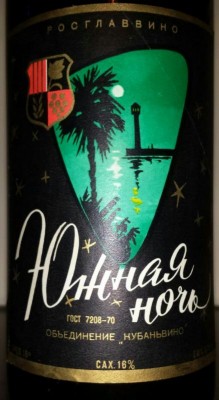 РОСГЛАВВИНО
Южная
ночь
ГОСТ 7208-70
ОБЪЕДИНЕНИЕ „КУБАНЬВИНО"
САХ. 16%